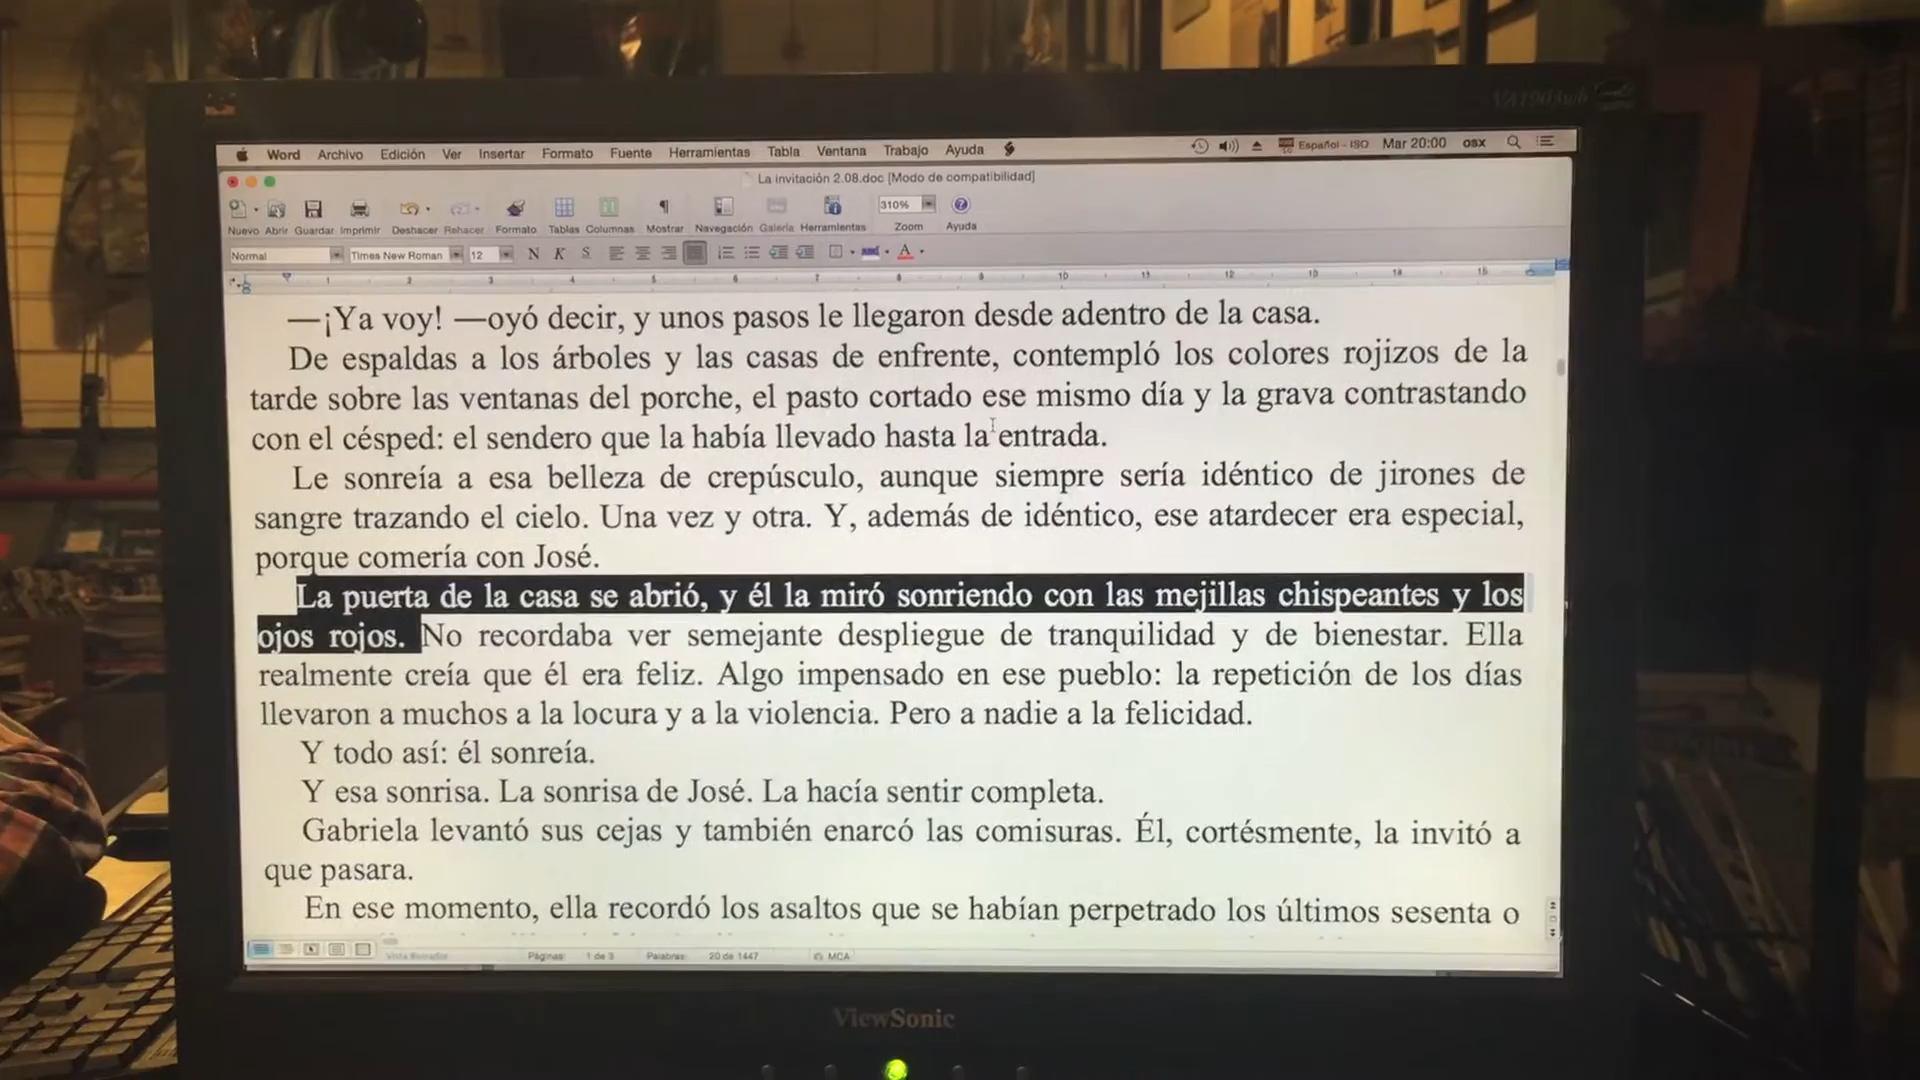 Word Archivo Edición Ver Insertar Formato Fuente Herramientas Tabla Ventana Trabajo Ayuda Español - ISO Mar 20:00 osx
La invitación 2.08.doc [Modo de compatibilidad]
310%
Nuevo Abrir Guardar Imprimir Deshacer Rehacer Formato Tablas Columnas Mostrar Navegación Galería Herramientas Zoom Ayuda
Normal Times New Roman 12 N K S
—¡Ya voy! —oyó decir, y unos pasos le llegaron desde adentro de la casa.
De espaldas a los árboles y las casas de enfrente, contempló los colores rojizos de la
tarde sobre las ventanas del porche, el pasto cortado ese mismo día y la grava contrastando
con el césped: el sendero que la había llevado hasta la entrada.
Le sonreía a esa belleza de crepúsculo, aunque siempre sería idéntico de jirones de
sangre trazando el cielo. Una vez y otra. Y, además de idéntico, ese atardecer era especial,
porque comería con José.
La puerta de la casa se abrió, y él la miró sonriendo con las mejillas chispeantes y los
ojos rojos. No recordaba ver semejante despliegue de tranquilidad y de bienestar. Ella
realmente creía que él era feliz. Algo impensado en ese pueblo: la repetición de los días
llevaron a muchos a la locura y a la violencia. Pero a nadie a la felicidad.
Y todo así: él sonreía.
Y esa sonrisa. La sonrisa de José. La hacía sentir completa.
Gabriela levantó sus cejas y también enarcó las comisuras. Él, cortésmente, la invitó a
que pasara.
En ese momento, ella recordó los asaltos que se habían perpetrado los últimos sesenta o
Páginas: 1 de 3 Palabras: 20 de 1447 MCA
ViewSonic